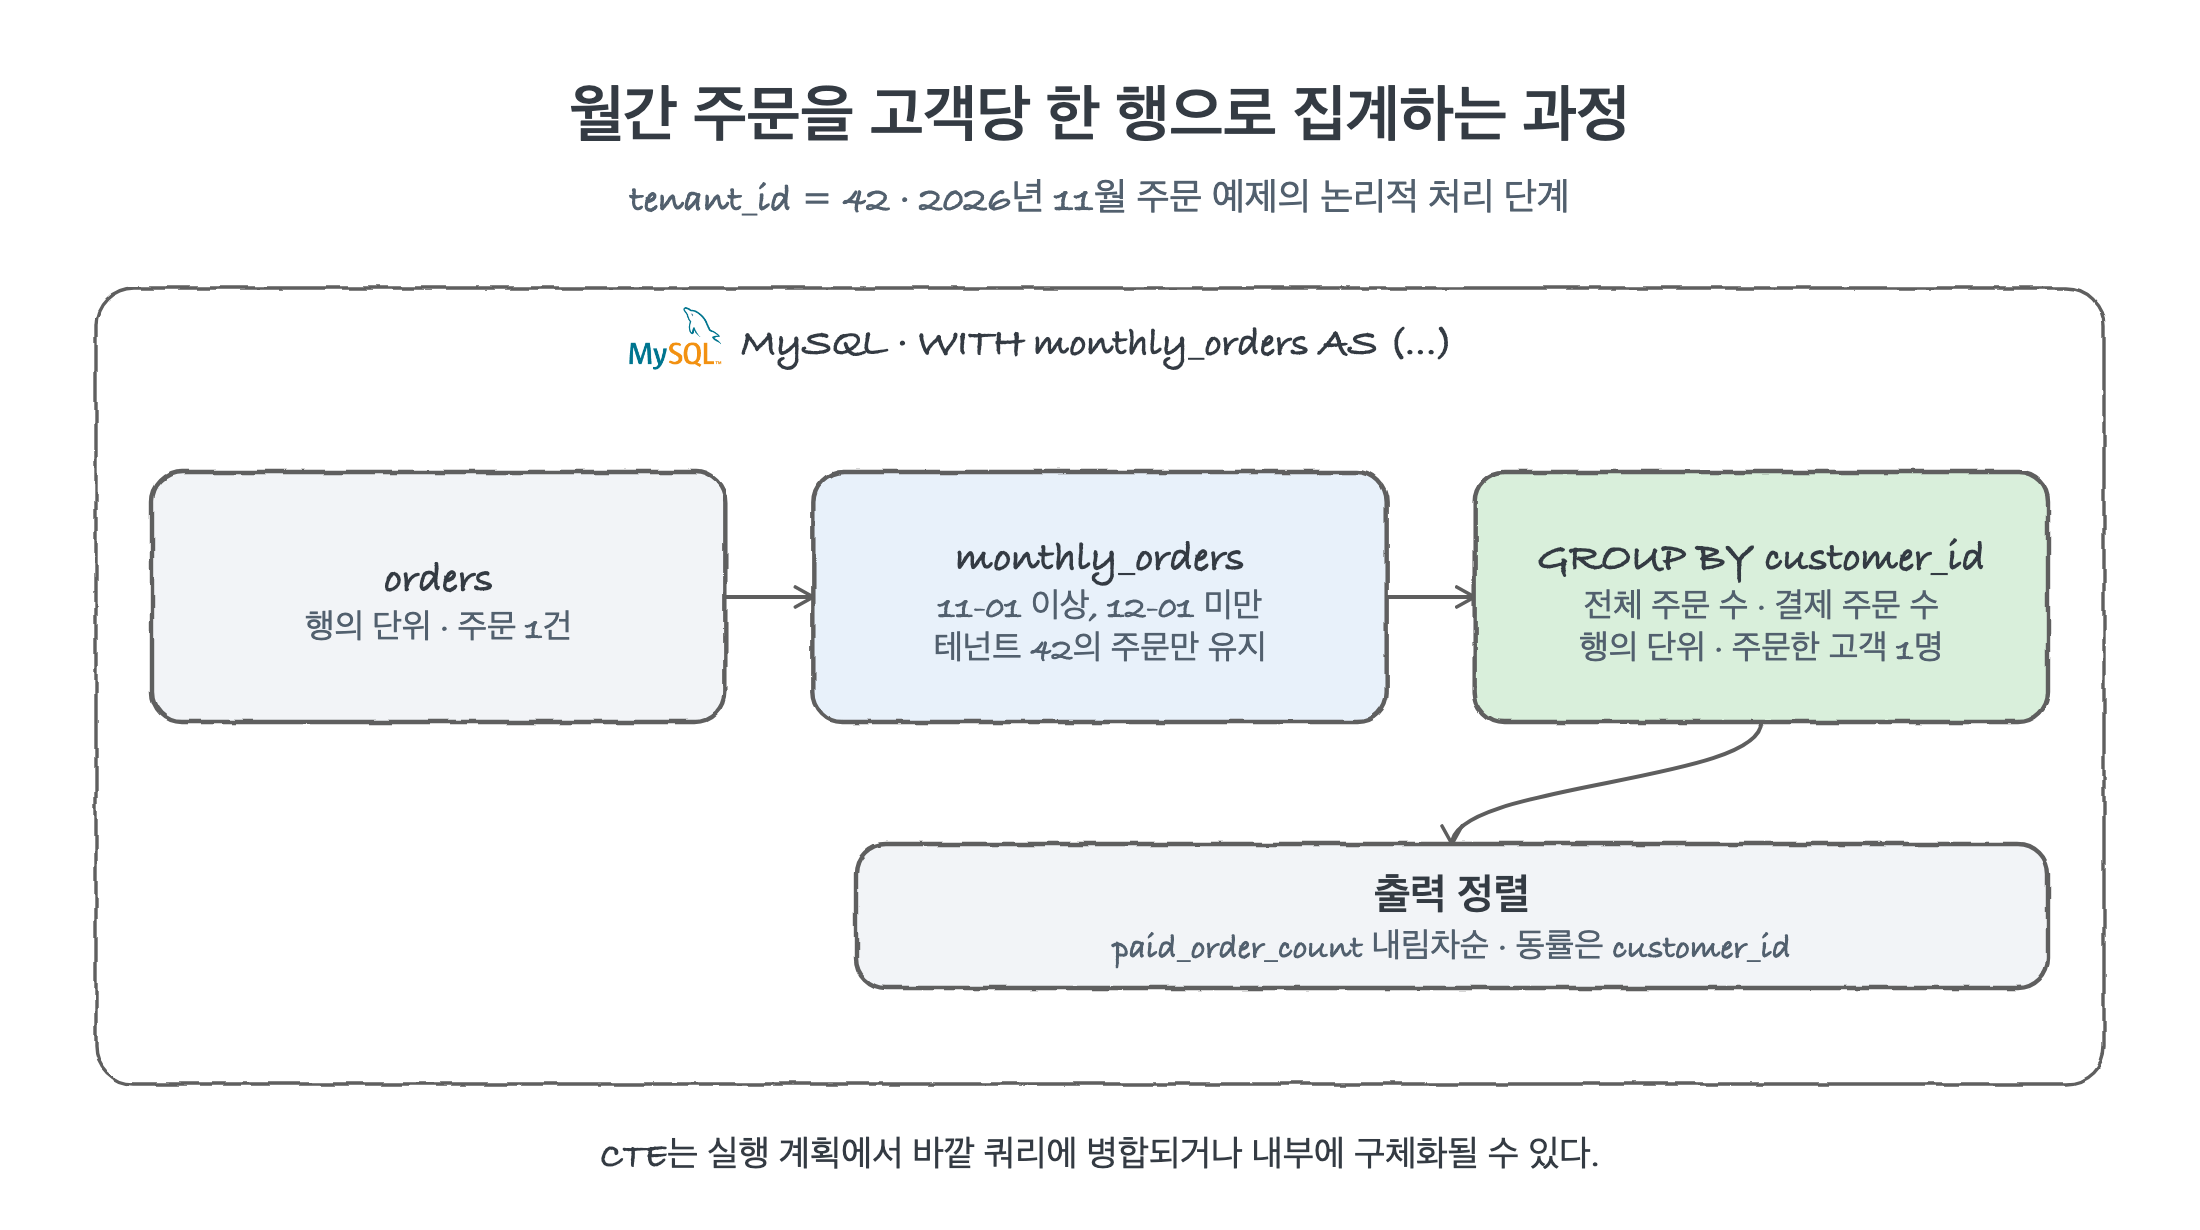 월간 주문을 고객당 한 행으로 집계하는 과정
tenant_id = 42 · 2026년 11월 주문 예제의 논리적 처리 단계
MySQL™ MySQL · WITH monthly_orders AS (...)
orders
행의 단위 · 주문 1건
monthly_orders
11-01 이상, 12-01 미만
테넌트 42의 주문만 유지
GROUP BY customer_id
전체 주문 수 · 결제 주문 수
행의 단위 · 주문한 고객 1명
출력 정렬
paid_order_count 내림차순 · 동률은 customer_id
CTE는 실행 계획에서 바깥 쿼리에 병합되거나 내부에 구체화될 수 있다.